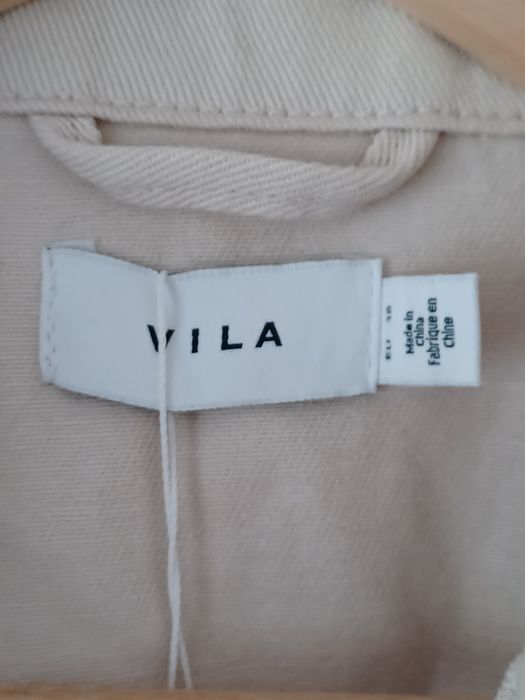 VILA
EU 38
Made in
China
Fabriqué en
Chine